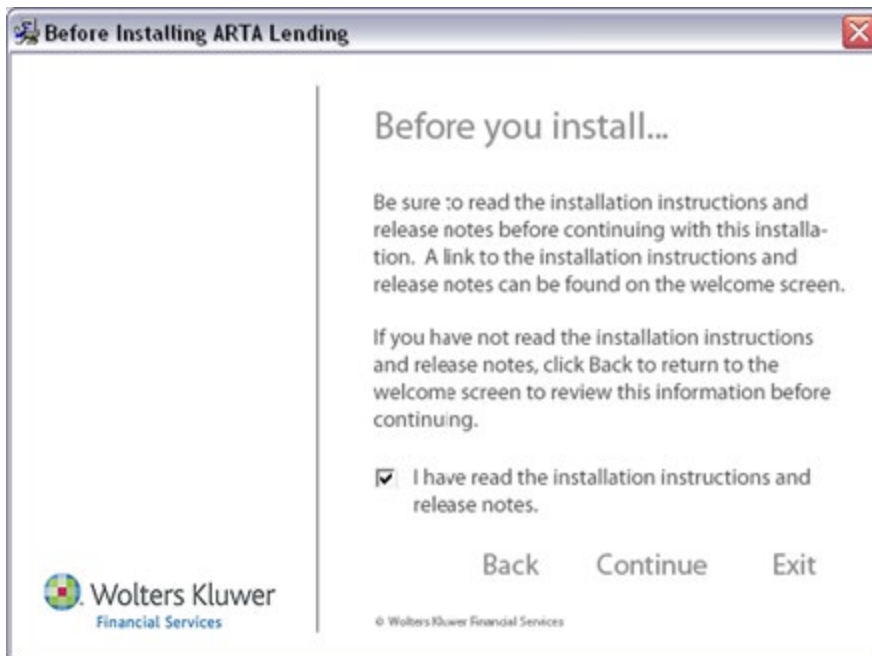 Before Installing ARTA Lending
Before you install...
Be sure to read the installation instructions and
release notes before continuing with this installa-
tion. A link to the installation instructions and
release notes can be found on the welcome screen.
If you have not read the installation instructions
and release notes, click Back to return to the
welcome screen to review this information before
continuing.
I have read the installation instructions and
release notes.
Back Continue Exit
Wolters Kluwer
Financial Services
© Wolters Kluwer Financial Services